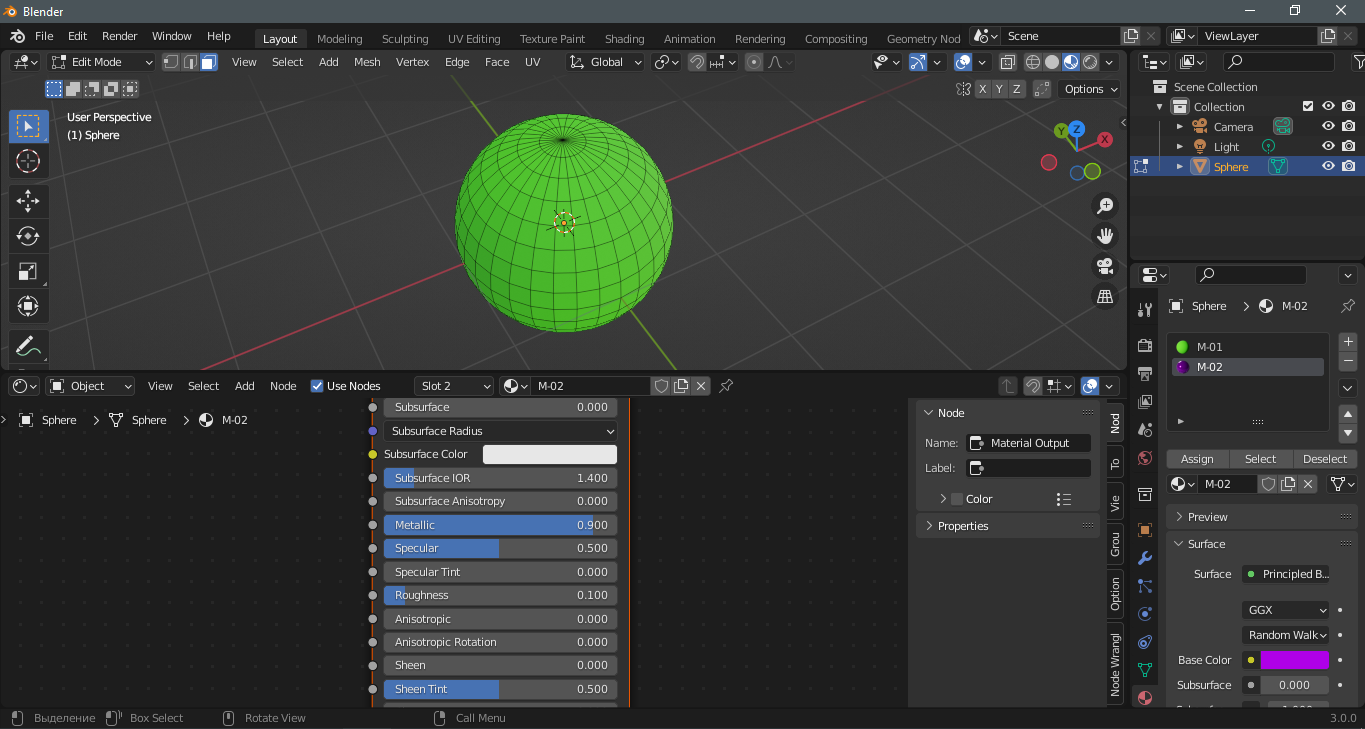 Blender
File Edit Render Window Help Layout Modeling Sculpting UV Editing Texture Paint Shading Animation Rendering Compositing Geometry Nod Scene ViewLayer
Edit Mode View Select Add Mesh Vertex Edge Face UV Global
X Y Z Options
User Perspective
(1) Sphere
Y Z X
Scene Collection
Collection
Camera
Light
Sphere
Sphere > M-02
M-01
M-02
Assign Select Deselect
M-02
Preview
Surface
Surface Principled B...
GGX
Random Walk
Base Color
Subsurface 0.000
Object View Select Add Node Use Nodes Slot 2 M-02
Sphere > Sphere > M-02
Subsurface 0.000
Subsurface Radius
Subsurface Color
Subsurface IOR 1.400
Subsurface Anisotropy 0.000
Metallic 0.900
Specular 0.500
Specular Tint 0.000
Roughness 0.100
Anisotropic 0.000
Anisotropic Rotation 0.000
Sheen 0.000
Sheen Tint 0.500
Node
Name: Material Output
Label:
Color
Properties
Nod
To
Vie
Grou
Option
Node Wrangl
Выделение Box Select Rotate View Call Menu 3.0.0